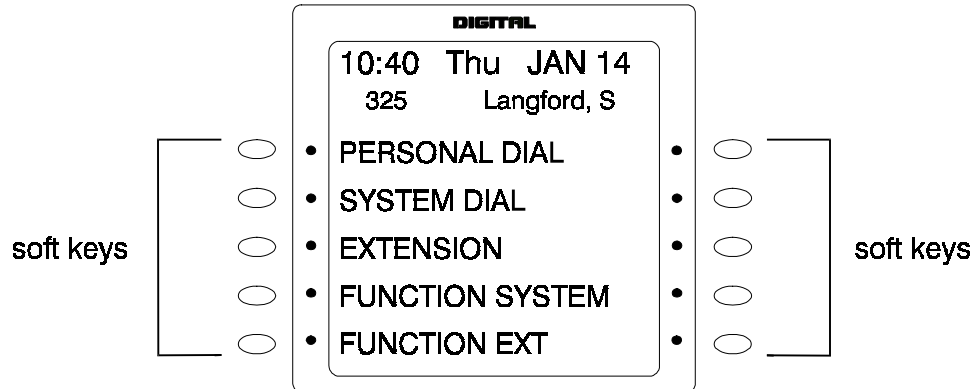 DIGITAL
10:40 Thu JAN 14
325 Langford, S
• PERSONAL DIAL •
• SYSTEM DIAL •
soft keys • EXTENSION • soft keys
• FUNCTION SYSTEM •
• FUNCTION EXT •